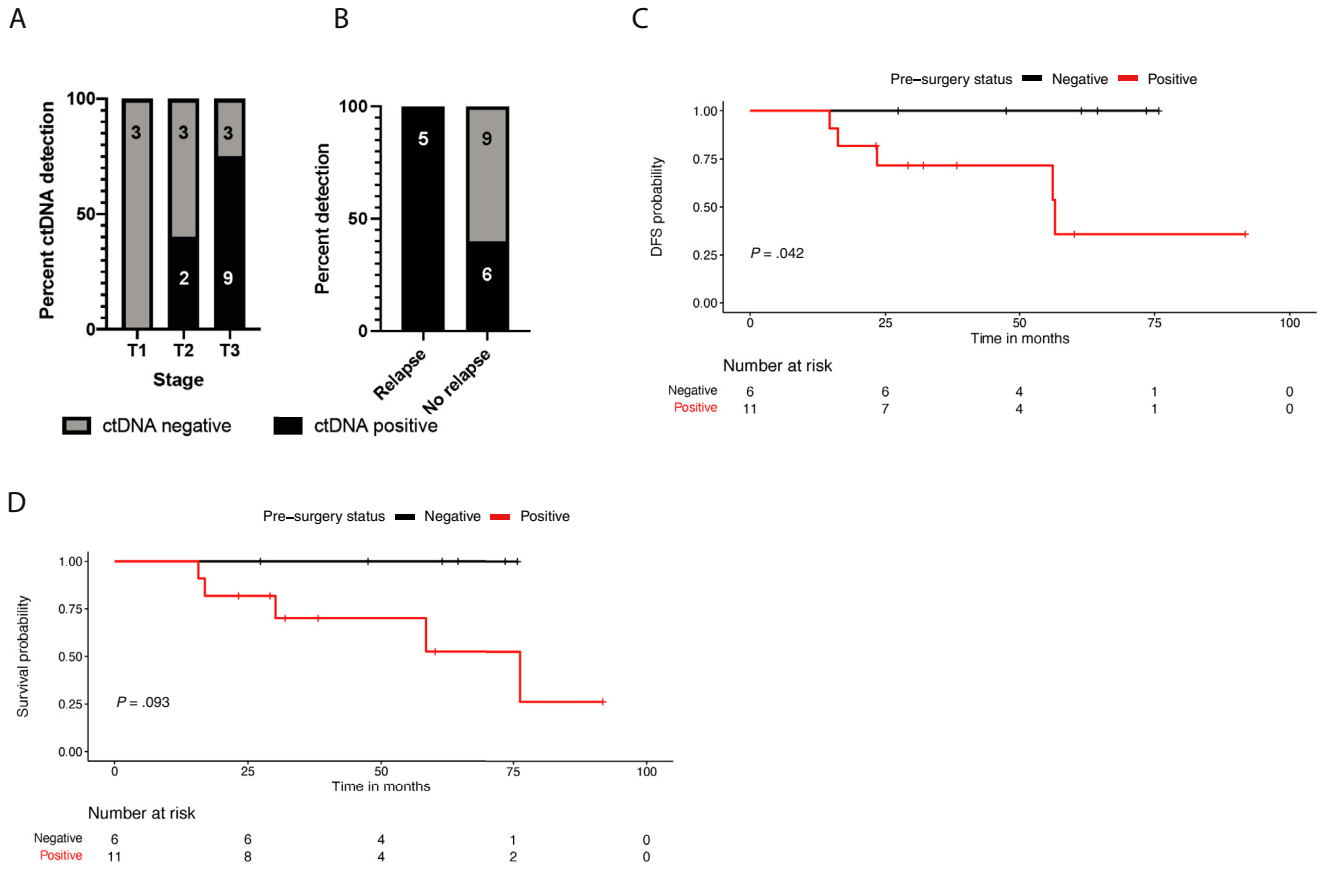 A
B
C
Percent ctDNA detection
100
50
0
3
3
3
2
9
T1
T2
T3
Stage
Percent detection
100
50
0
5
9
6
Relapse
No relapse
ctDNA negative
ctDNA positive
Pre–surgery status Negative Positive
DFS probability
1.00
0.75
0.50
0.25
0.00
P = .042
0 25 50 75 100
Time in months
Number at risk
Negative 6 6 4 1 0
Positive 11 7 4 1 0
D
Pre–surgery status Negative Positive
Survival probability
1.00
0.75
0.50
0.25
0.00
P = .093
0 25 50 75 100
Time in months
Number at risk
Negative 6 6 4 1 0
Positive 11 8 4 2 0